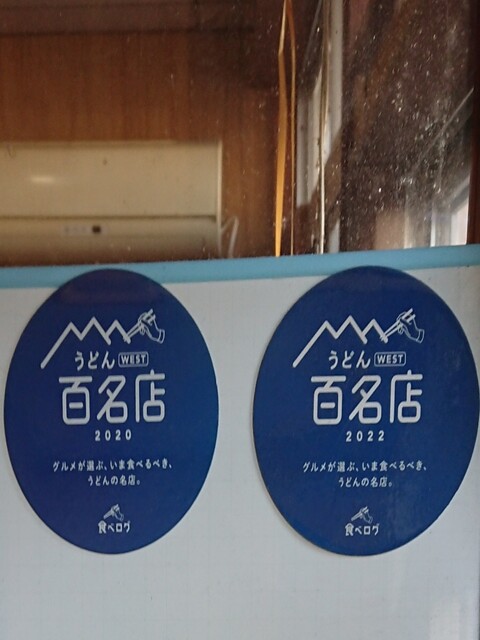 うどん WEST
百名店
2020
グルメが選ぶ、いま食べるべき、
うどんの名店。
食べログ
うどん WEST
百名店
2022
グルメが選ぶ、いま食べるべき、
うどんの名店。
食べログ